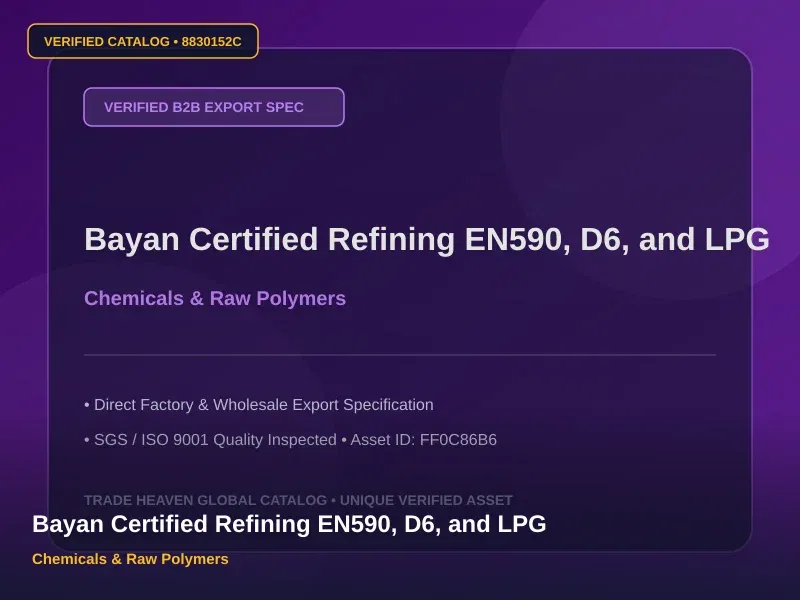 VERIFIED CATALOG • 8830152C
VERIFIED B2B EXPORT SPEC
Bayan Certified Refining EN590, D6, and LPG
Chemicals & Raw Polymers
• Direct Factory & Wholesale Export Specification
• SGS / ISO 9001 Quality Inspected • Asset ID: FF0C86B6
TRADE HEAVEN GLOBAL CATALOG • UNIQUE VERIFIED ASSET
Bayan Certified Refining EN590, D6, and LPG
Chemicals & Raw Polymers